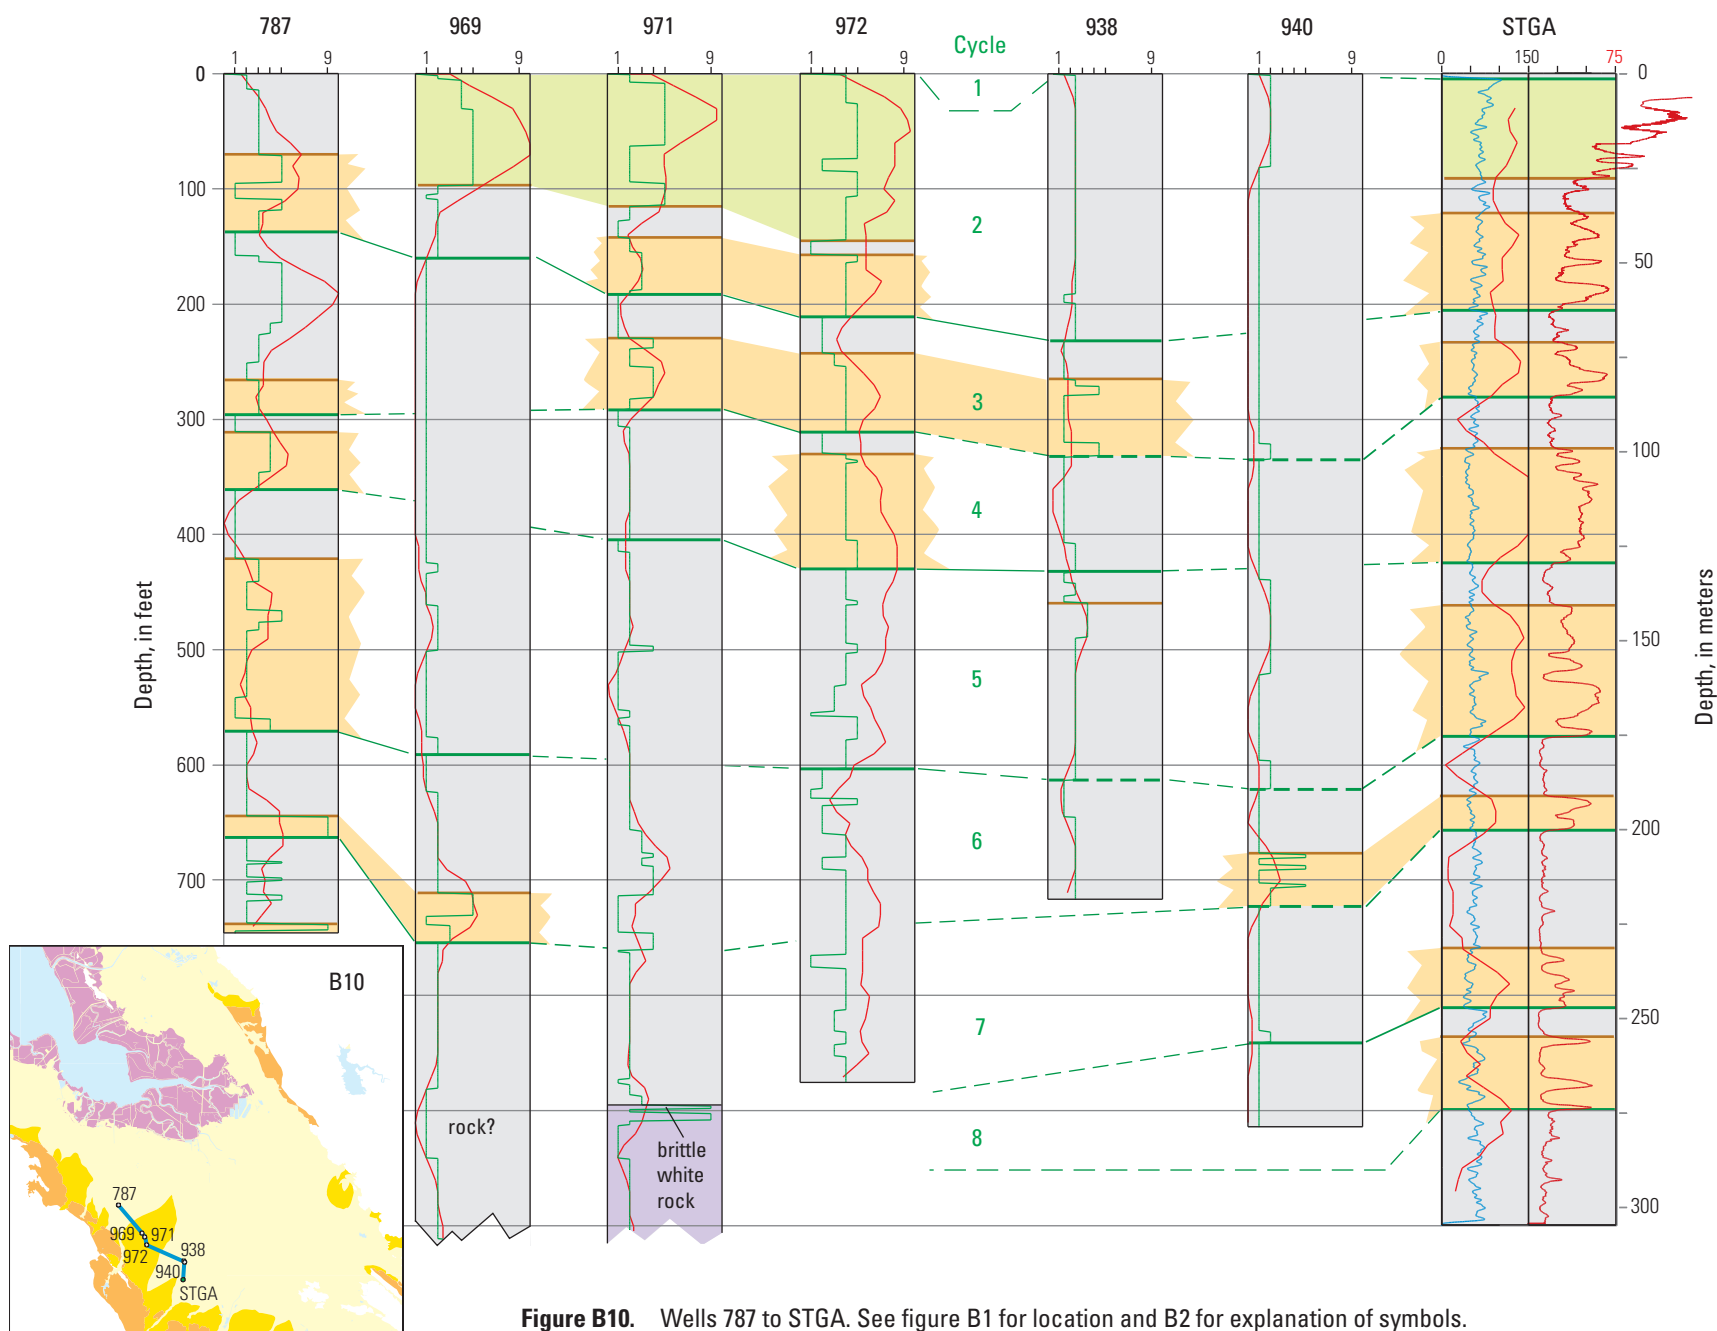 787 969 971 972 Cycle 938 940 STGA
1 9 1 9 1 9 1 9 1 9 1 9 0 150 75
0 1 0
100
2
50
200
300 3
100
4
400
Depth, in feet
Depth, in meters
500 150
5
600
200
6
700
B10
7 250
rock?
brittle
white
rock
8
787
969 971
972 938
940
STGA
300
Figure B10. Wells 787 to STGA. See figure B1 for location and B2 for explanation of symbols.